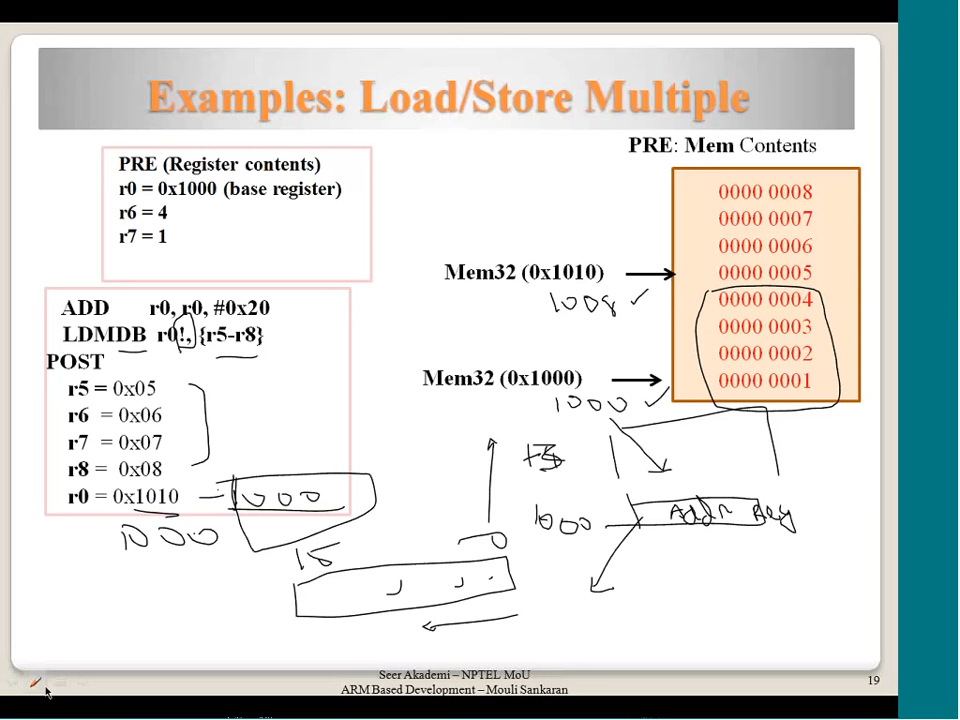 Examples: Load/Store Multiple
PRE: Mem Contents
PRE (Register contents)
r0 = 0x1000 (base register)
r6 = 4
r7 = 1
0000 0008
0000 0007
0000 0006
Mem32 (0x1010)
0000 0005
1008
0000 0004
0000 0003
0000 0002
Mem32 (0x1000)
0000 0001
1000
ADD r0, r0, #0x20
LDMDB r0!, {r5-r8}
POST
r5 = 0x05
r6 = 0x06
r7 = 0x07
r8 = 0x08
r0 = 0x1010
1000
1000
15
0
1000
Addr Reg
Seer Akademi – NPTEL MoU
ARM Based Development – Mouli Sankaran
19